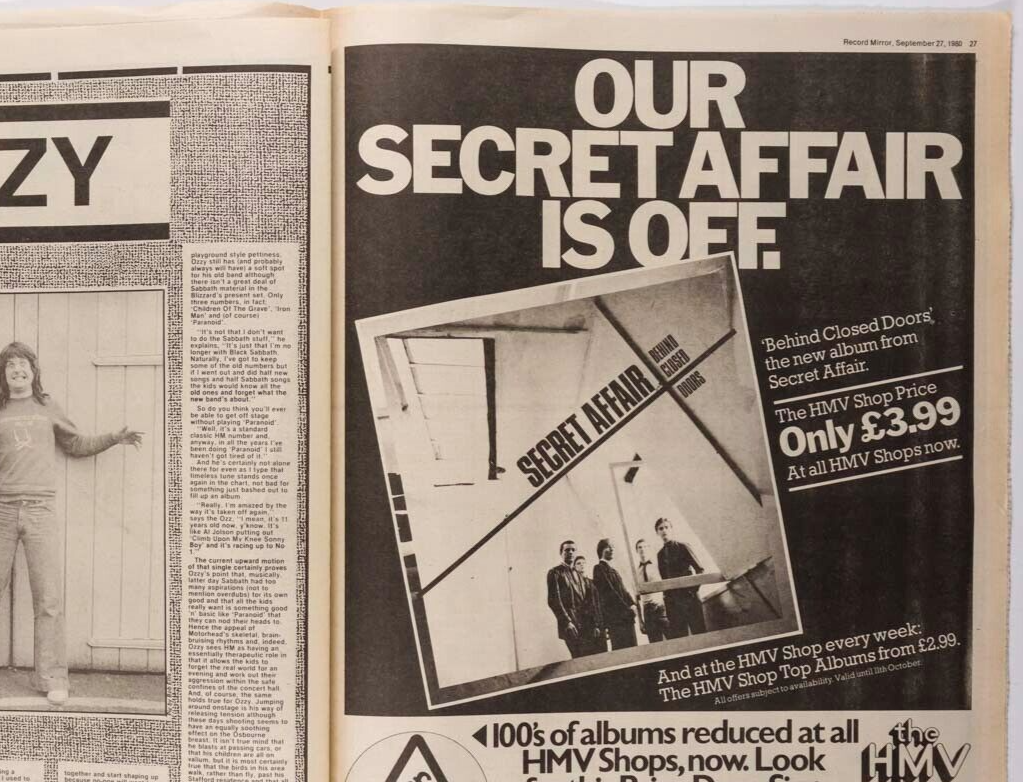 ZZY
playground style pettiness,
Ozzy still has (and probably
always will have) a soft spot
for his old band although
there isn't a great deal of
Sabbath material in the
Blizzard's present set. Only
three numbers, in fact:
'Children Of The Grave', 'Iron
Man' and (of course)
'Paranoid'.
"It's not that I don't want
to do the Sabbath stuff," he
explains, "It's just that I'm no
longer with Black Sabbath.
Naturally, I've got to keep
some of the old numbers but
if I went out and did half new
songs and half Sabbath songs
the kids would know all the
old ones and forget what the
new band's about."
So do you think you'll ever
be able to get off stage
without playing 'Paranoid'.
"Well, it's a standard
classic HM number and,
anyway, in all the years I've
been doing 'Paranoid' I still
haven't got tired of it."
And he's certainly not alone
there for even as I type that
timeless tune stands once
again in the chart, not bad for
something just bashed out to
fill up an album.
"Really, I'm amazed by the
way it's taken off again,"
says the Ozz, "I mean, it's 11
years old now, y'know. It's
like Al Jolson putting out
'Climb Upon My Knee Sonny
Boy' and it's racing up to No
1."
The current upward motion
of that single certainly proves
Ozzy's point that, musically,
latter day Sabbath had too
many aspirations (not to
mention overdubs) for its own
good and that all the kids
really want is something good
'n' basic like "Paranoid" that
they can nod their heads to.
Hence the appeal of
Motorhead's skeletal, brain-
bruising rhythms and, indeed,
Ozzy sees HM as having an
essentially therapeutic role in
that it allows the kids to
forget the real world for an
evening and work out their
aggression within the safe
confines of the concert hall.
And, of course, the same
holds true for Ozzy. Jumping
around onstage is his way of
releasing tension although
these days shooting seems to
have an equally soothing
effect on the Osbourne
breast. It isn't true mind that
he blasts at passing cars, or
that his children are all on
valium, but it is most certainly
true that the birds in his area
walk, rather than fly, past his
together and start shaping up
Record Mirror, September 27, 1980 27
OUR
SECRET AFFAIR
IS OFF.
SECRET AFFAIR
BEHIND
CLOSED
DOORS
'Behind Closed Doors',
the new album from
Secret Affair.
The HMV Shop Price
Only £3.99
At all HMV Shops now.
And at the HMV Shop every week:
The HMV Shop Top Albums from £2.99.
All offers subject to availability. Valid until 11th October.
100's of albums reduced at all
HMV Shops, now. Look
the
HMV